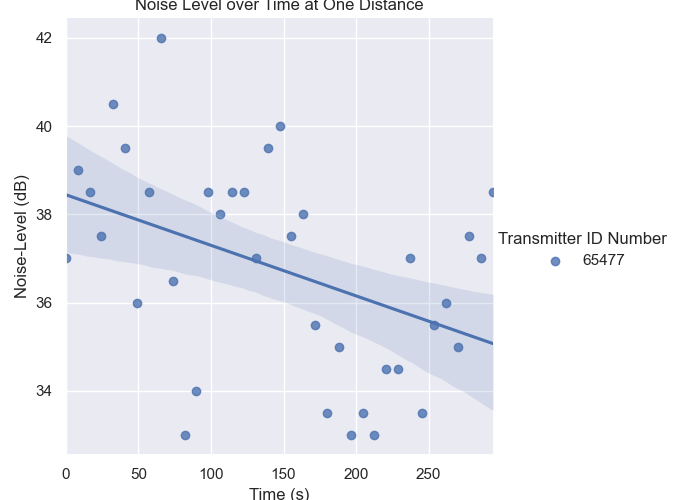 Noise Level over Time at One Distance
42
40
38
36
34
Noise-Level (dB)
0 50 100 150 200 250
Time (s)
Transmitter ID Number
65477